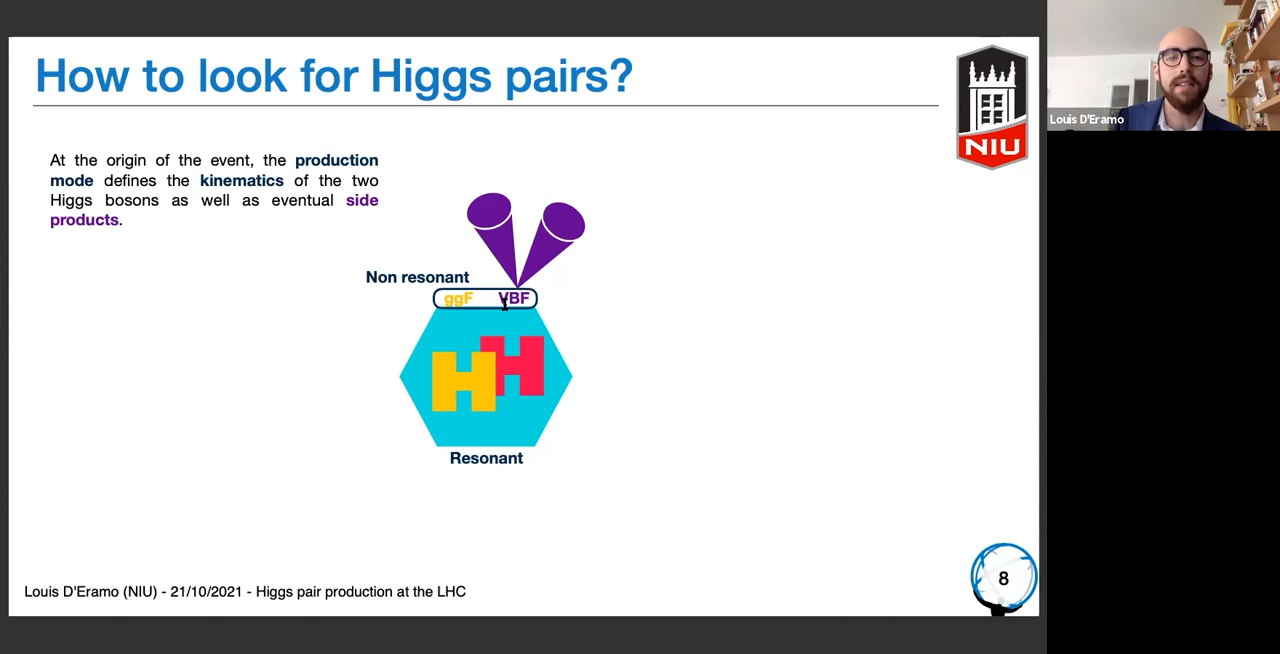 How to look for Higgs pairs?
NIU
Louis D'Eramo
At the origin of the event, the production
mode defines the kinematics of the two
Higgs bosons as well as eventual side
products.
Non resonant
ggF VBF
HH
Resonant
Louis D'Eramo (NIU) - 21/10/2021 - Higgs pair production at the LHC
8